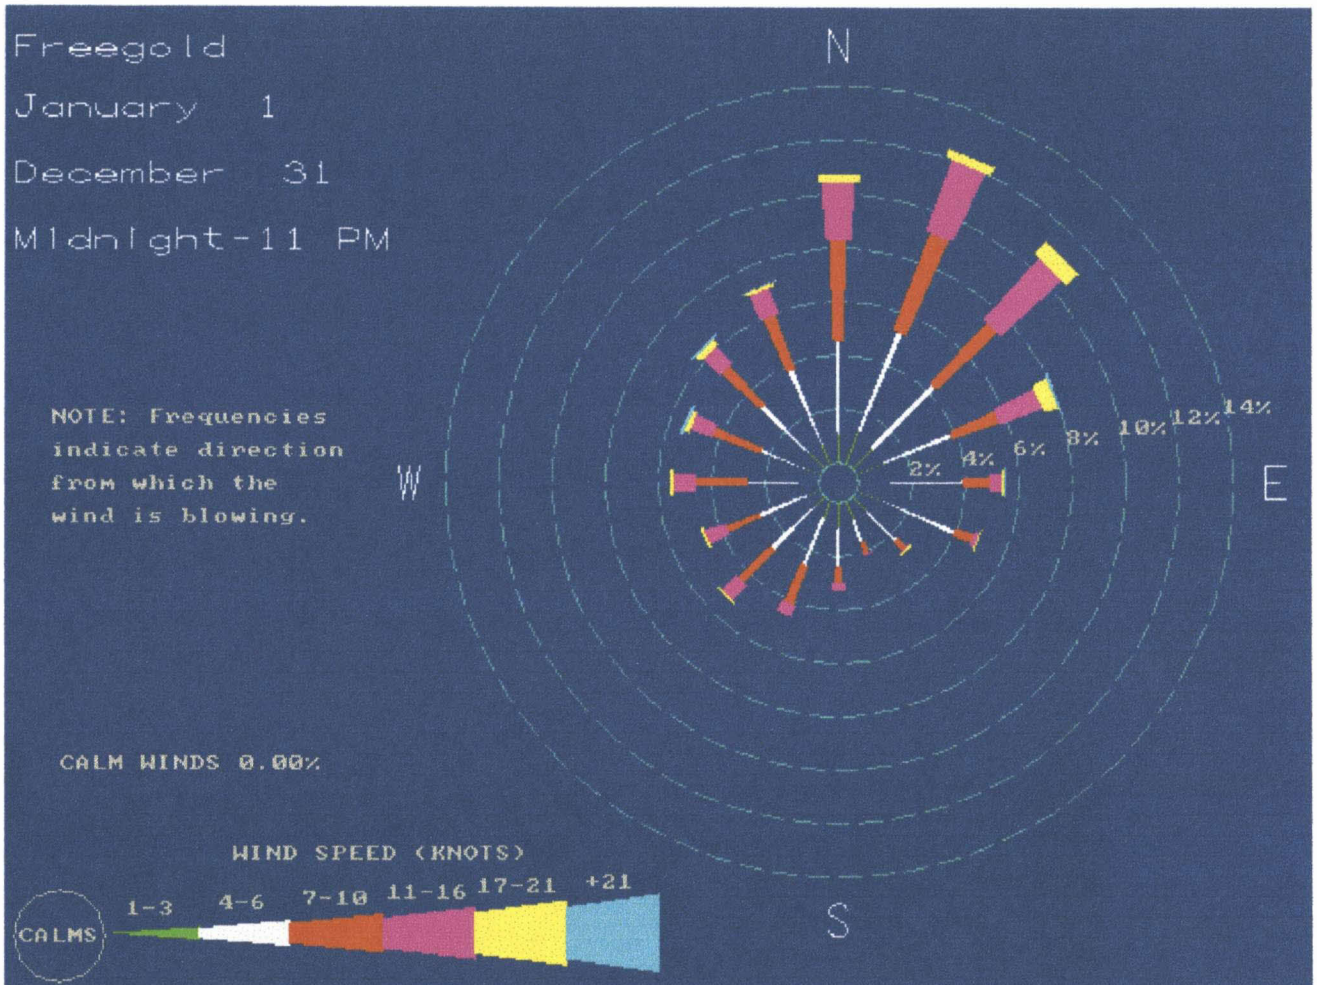 Freegold
January 1
December 31
Midnight-11 PM
N
NOTE: Frequencies
indicate direction
from which the
wind is blowing.
W
E
2% 4% 6% 8% 10% 12% 14%
S
CALM WINDS 0.00%
WIND SPEED (KNOTS)
1-3 4-6 7-10 11-16 17-21 +21
CALMS